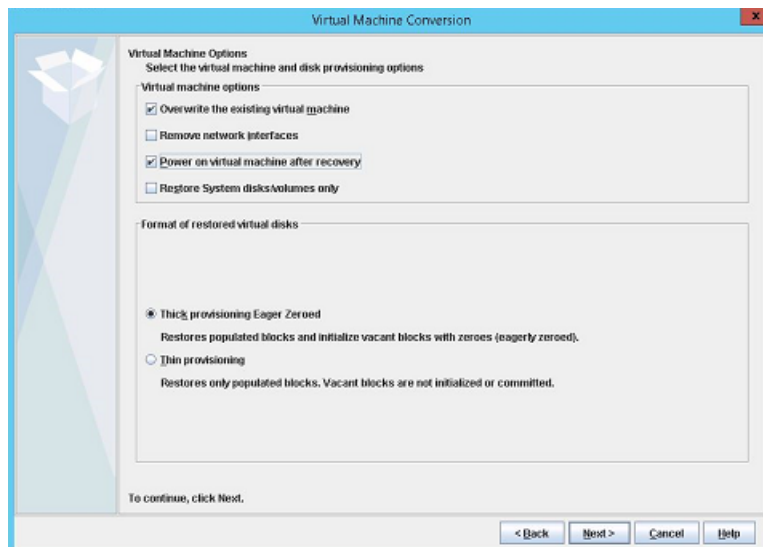 Virtual Machine Conversion
x
Virtual Machine Options
Select the virtual machine and disk provisioning options
Virtual machine options
Overwrite the existing virtual machine
Remove network interfaces
Power on virtual machine after recovery
Restore System disks/volumes only
Format of restored virtual disks
Thick provisioning Eager Zeroed
Restores populated blocks and initialize vacant blocks with zeroes (eagerly zeroed).
Thin provisioning
Restores only populated blocks. Vacant blocks are not initialized or committed.
To continue, click Next.
< Back Next > Cancel Help